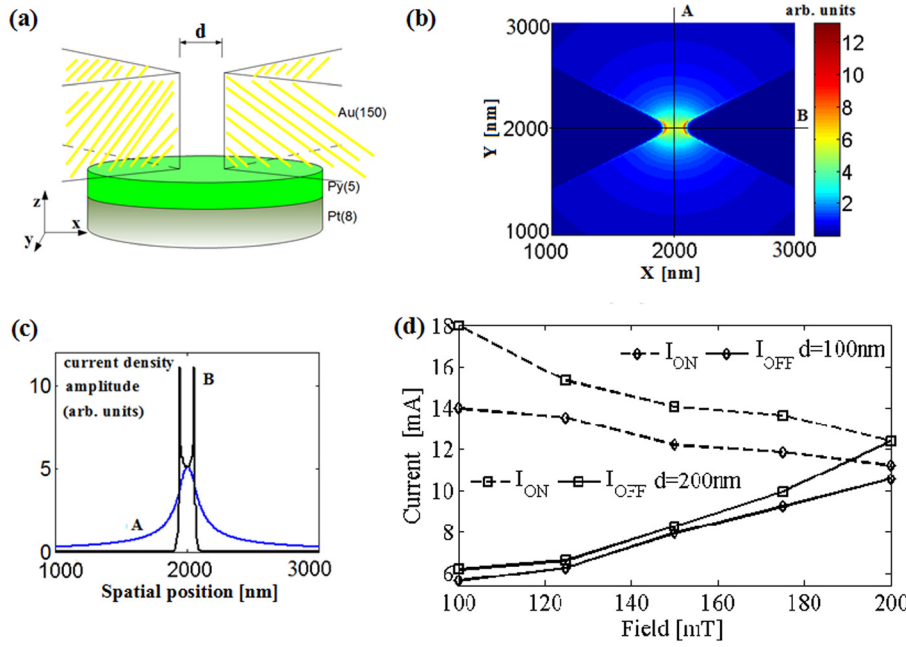 (a)
d
Au(150)
Py(5)
Pt(8)
z
x
y
(b)
A
arb. units
3000
Y [nm]
2000
1000
B
1000 2000 3000
X [nm]
12
10
8
6
4
2
(c)
current density
amplitude
(arb. units)
B
A
10
5
0
1000 2000 3000
Spatial position [nm]
(d)
18
16
14
12
10
8
6
Current [mA]
I_ON I_OFF d=100nm
I_ON I_OFF d=200nm
100 120 140 160 180 200
Field [mT]